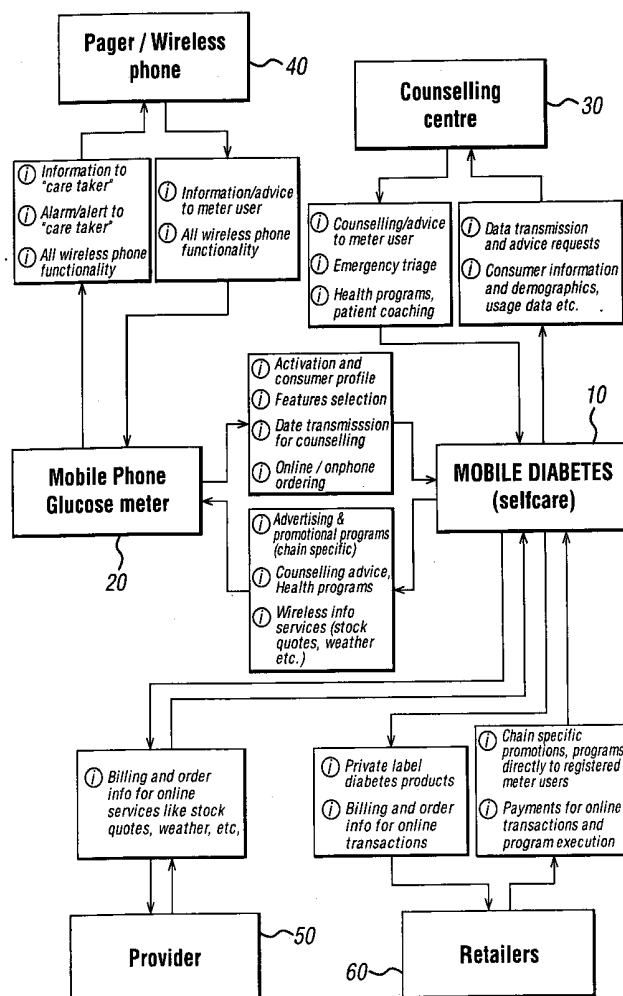 Pager / Wireless
phone
40
Counselling
centre
30
ⓘ Information to
"care taker"
ⓘ Alarm/alert to
"care taker"
ⓘ All wireless phone
functionality
ⓘ Information/advice
to meter user
ⓘ All wireless phone
functionality
ⓘ Counselling/advice
to meter user
ⓘ Emergency triage
ⓘ Health programs,
patient coaching
ⓘ Data transmission
and advice requests
ⓘ Consumer information
and demographics,
usage data etc.
ⓘ Activation and
consumer profile
ⓘ Features selection
ⓘ Date transmisssion
for counselling
ⓘ Online / onphone
ordering
Mobile Phone
Glucose meter
20
10
MOBILE DIABETES
(selfcare)
ⓘ Advertising &
promotional programs
(chain specific)
ⓘ Counselling advice,
Health programs
ⓘ Wireless info
services (stock
quotes, weather
etc.)
ⓘ Billing and order
info for online
services like stock
quotes, weather, etc,
ⓘ Private label
diabetes products
ⓘ Billing and order
info for online
transactions
ⓘ Chain specific
promotions, programs
directly to registered
meter users
ⓘ Payments for online
transactions and
program execution
Provider
50
Retailers
60